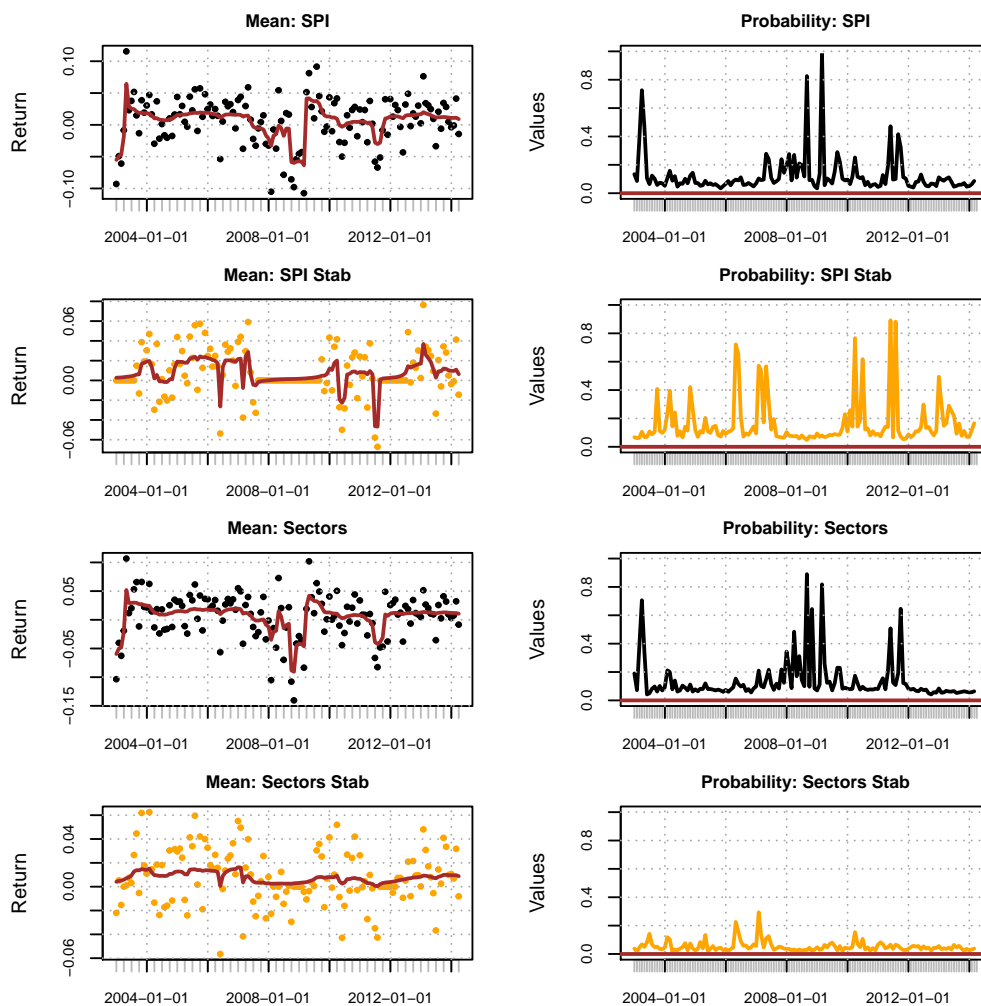 Mean: SPI
Return
0.10
0.00
−0.10
2004−01−01 2008−01−01 2012−01−01
Probability: SPI
Values
0.8
0.4
0.0
2004−01−01 2008−01−01 2012−01−01
Mean: SPI Stab
Return
0.06
0.00
−0.06
2004−01−01 2008−01−01 2012−01−01
Probability: SPI Stab
Values
0.8
0.4
0.0
2004−01−01 2008−01−01 2012−01−01
Mean: Sectors
Return
0.05
−0.05
−0.15
2004−01−01 2008−01−01 2012−01−01
Probability: Sectors
Values
0.8
0.4
0.0
2004−01−01 2008−01−01 2012−01−01
Mean: Sectors Stab
Return
0.04
0.00
−0.06
2004−01−01 2008−01−01 2012−01−01
Probability: Sectors Stab
Values
0.8
0.4
0.0
2004−01−01 2008−01−01 2012−01−01